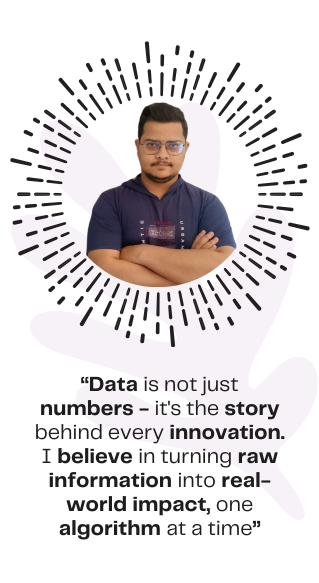 “Data is not just
numbers - it's the story
behind every innovation.
I believe in turning raw
information into real-
world impact, one
algorithm at a time”